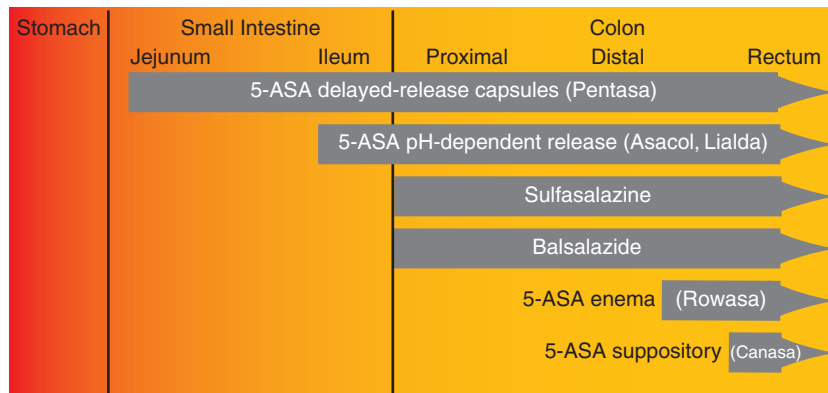 Stomach Small Intestine Colon
Jejunum Ileum Proximal Distal Rectum
5-ASA delayed-release capsules (Pentasa)
5-ASA pH-dependent release (Asacol, Lialda)
Sulfasalazine
Balsalazide
5-ASA enema (Rowasa)
5-ASA suppository (Canasa)